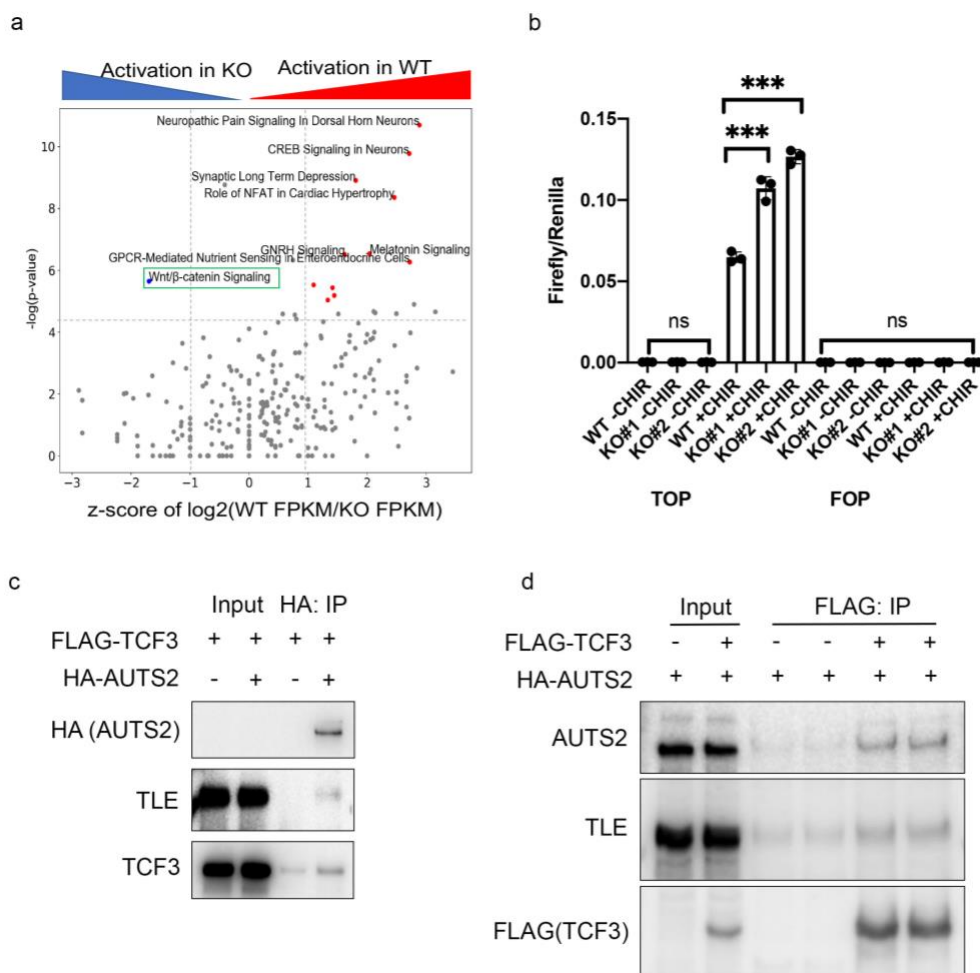 a
Activation in KO
Activation in WT
Neuropathic Pain Signaling In Dorsal Horn Neurons
CREB Signaling in Neurons
Synaptic Long Term Depression
Role of NFAT in Cardiac Hypertrophy
GNRH Signaling
Melatonin Signaling
GPCR-Mediated Nutrient Sensing in Enteroendocrine Cells
Wnt/β-catenin Signaling
-log(p-value)
10
8
6
4
2
0
-3 -2 -1 0 1 2 3
z-score of log2(WT FPKM/KO FPKM)
b
***
***
ns
ns
Firefly/Renilla
0.15
0.10
0.05
0.00
WT -CHIR
KO#1 -CHIR
KO#2 -CHIR
WT +CHIR
KO#1 +CHIR
KO#2 +CHIR
WT -CHIR
KO#1 -CHIR
KO#2 -CHIR
WT +CHIR
KO#1 +CHIR
KO#2 +CHIR
TOP
FOP
c
Input HA: IP
FLAG-TCF3 + + + +
HA-AUTS2 - + - +
HA (AUTS2)
TLE
TCF3
d
Input FLAG: IP
FLAG-TCF3 - + - - + +
HA-AUTS2 + + + + + +
AUTS2
TLE
FLAG(TCF3)